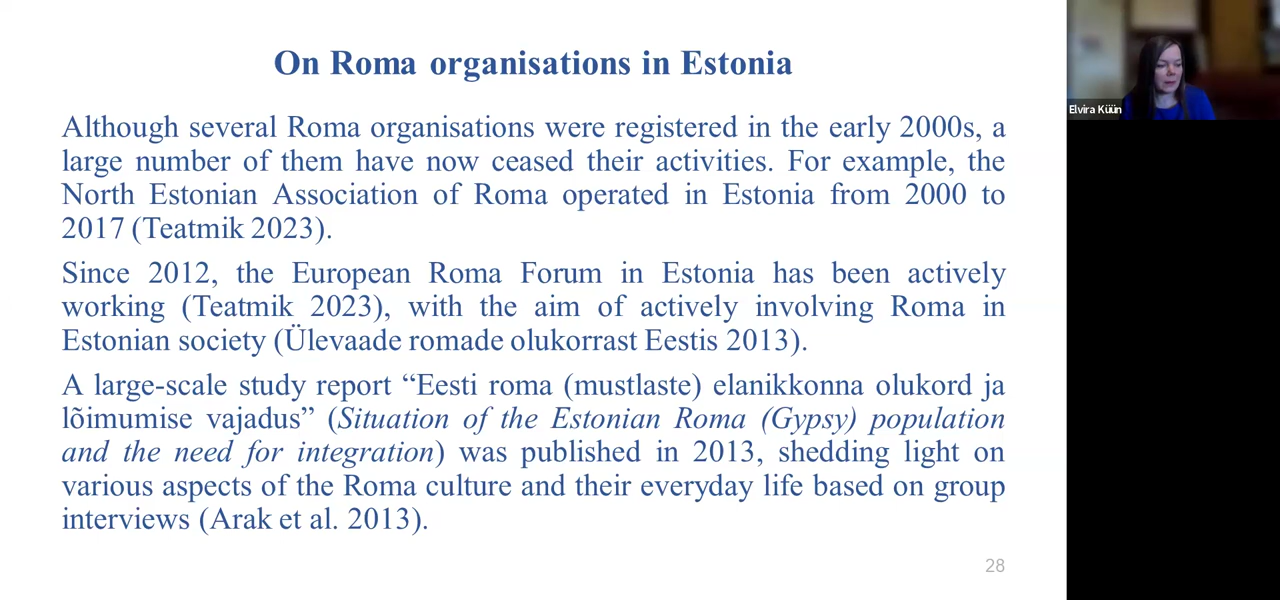 On Roma organisations in Estonia
Although several Roma organisations were registered in the early 2000s, a
large number of them have now ceased their activities. For example, the
North Estonian Association of Roma operated in Estonia from 2000 to
2017 (Teatmik 2023).
Since 2012, the European Roma Forum in Estonia has been actively
working (Teatmik 2023), with the aim of actively involving Roma in
Estonian society (Ülevaade romade olukorrast Eestis 2013).
A large-scale study report “Eesti roma (mustlaste) elanikkonna olukord ja
lõimumise vajadus” (Situation of the Estonian Roma (Gypsy) population
and the need for integration) was published in 2013, shedding light on
various aspects of the Roma culture and their everyday life based on group
interviews (Arak et al. 2013).
28
Elvira Küün